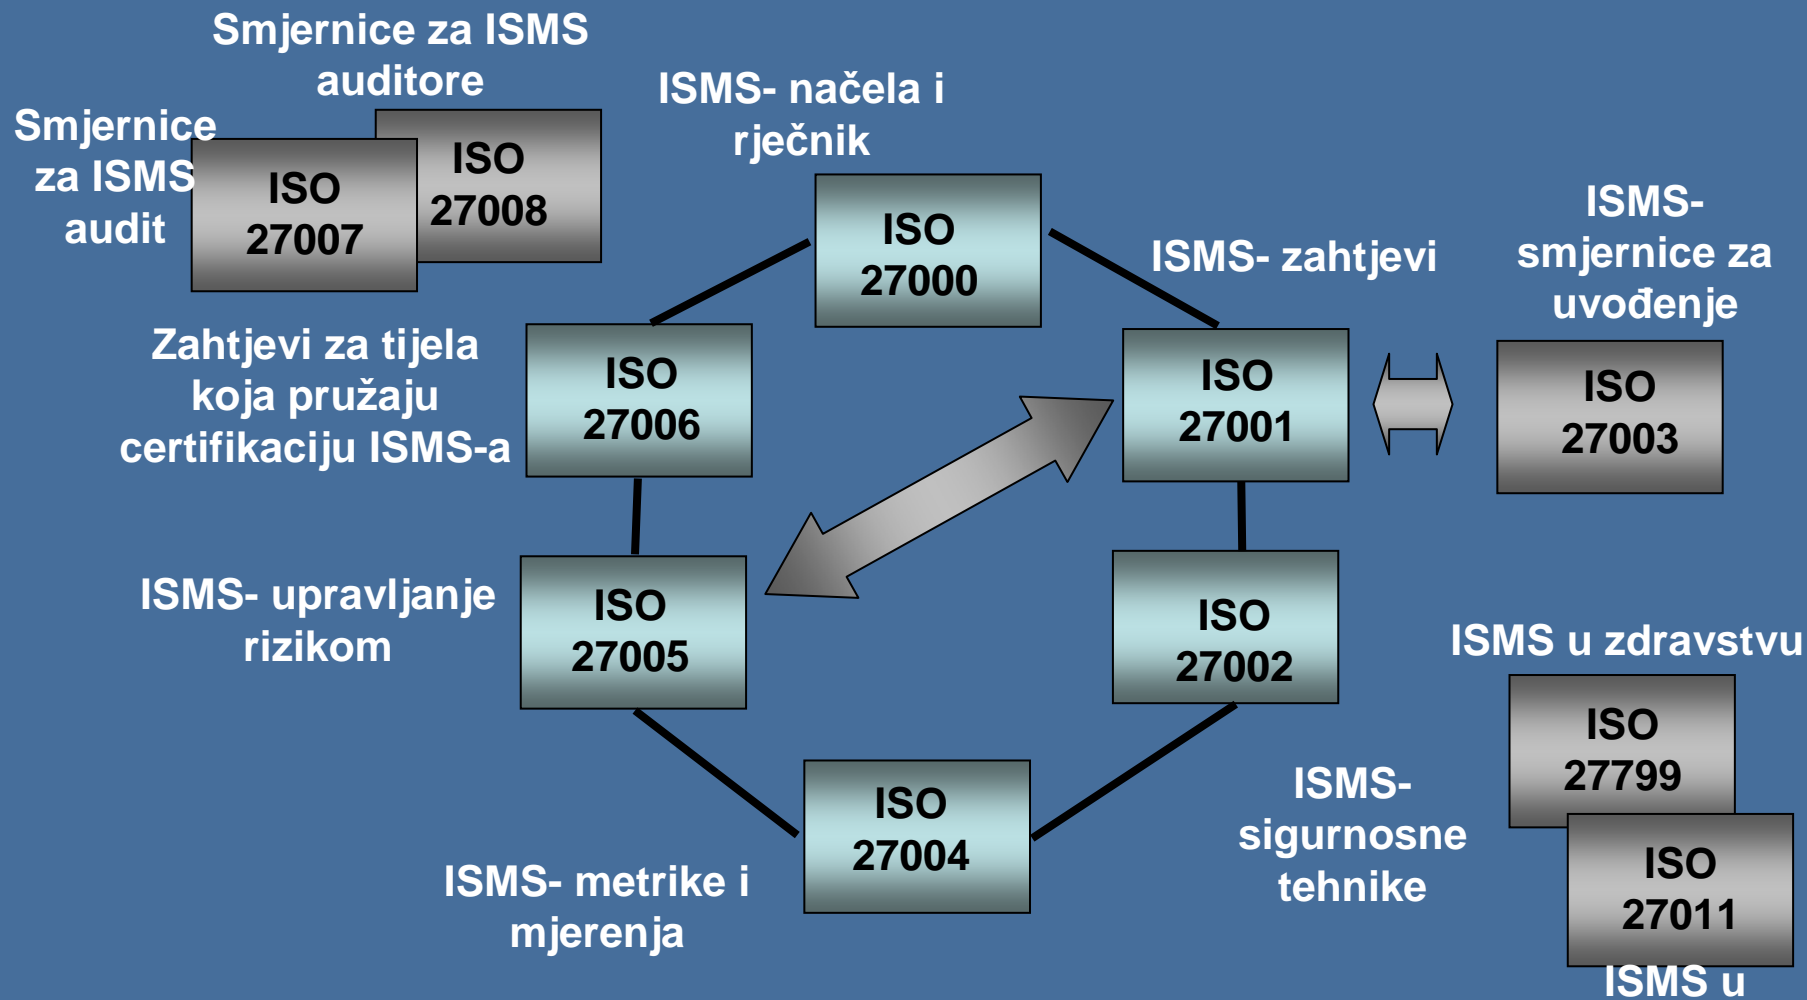 Smjernice za ISMS
auditore
Smjernice
za ISMS
audit
ISO
27008
ISO
27007
ISMS- načela i
rječnik
ISO
27000
ISMS- zahtjevi
ISO
27001
ISMS-
smjernice za
uvođenje
ISO
27003
Zahtjevi za tijela
koja pružaju
certifikaciju ISMS-a
ISO
27006
ISMS- upravljanje
rizikom
ISO
27005
ISO
27002
ISMS-
sigurnosne
tehnike
ISMS u zdravstvu
ISO
27799
ISO
27011
ISMS u
ISMS- metrike i
mjerenja
ISO
27004